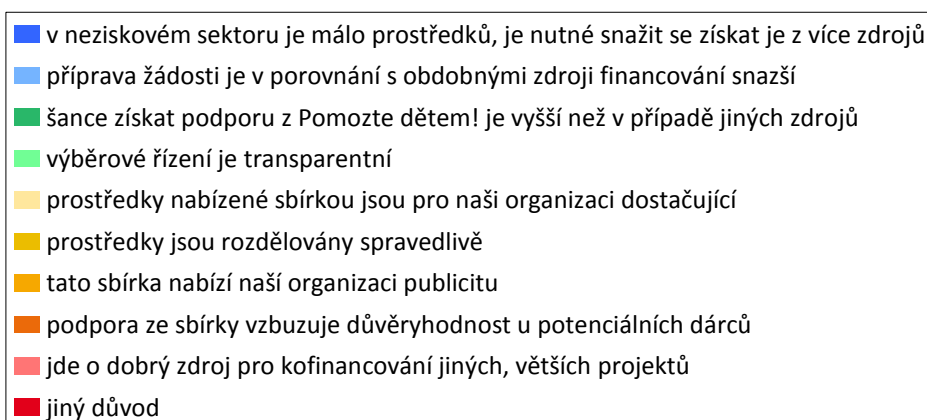 v neziskovém sektoru je málo prostředků, je nutné snažit se získat je z více zdrojů
příprava žádosti je v porovnání s obdobnými zdroji financování snazší
šance získat podporu z Pomozte dětem! je vyšší než v případě jiných zdrojů
výběrové řízení je transparentní
prostředky nabízené sbírkou jsou pro naši organizaci dostačující
prostředky jsou rozdělovány spravedlivě
tato sbírka nabízí naší organizaci publicitu
podpora ze sbírky vzbuzuje důvěryhodnost u potenciálních dárců
jde o dobrý zdroj pro kofinancování jiných, větších projektů
jiný důvod